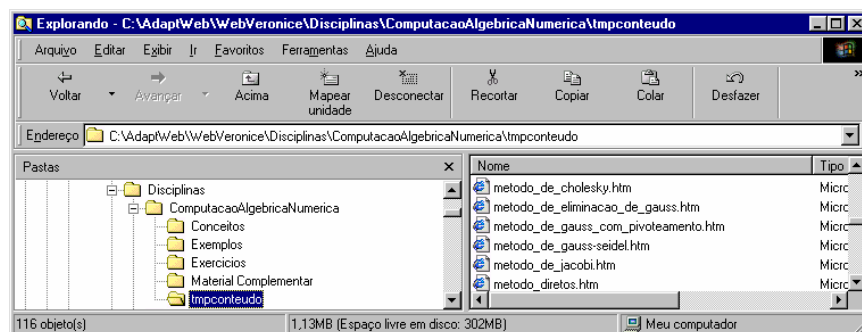 Explorando - C:\AdaptWeb\WebVeronice\Disciplinas\ComputacaoAlgebricaNumerica\tmpconteudo
Arquivo Editar Exibir Ir Favoritos Ferramentas Ajuda
Voltar Avançar Acima Mapear unidade Desconectar Recortar Copiar Colar Desfazer »
Endereço C:\AdaptWeb\WebVeronice\Disciplinas\ComputacaoAlgebricaNumerica\tmpconteudo
Pastas
Disciplinas
ComputacaoAlgebricaNumerica
Conceitos
Exemplos
Exercicios
Material Complementar
tmpconteudo
Nome Tipo
metodo_de_cholesky.htm Micro
metodo_de_eliminacao_de_gauss.htm Micro
metodo_de_gauss_com_pivoteamento.htm Micro
metodo_de_gauss-seidel.htm Micro
metodo_de_jacobi.htm Micro
metodo_diretos.htm Micro
116 objeto(s) 1,13MB (Espaço livre em disco: 302MB) Meu computador